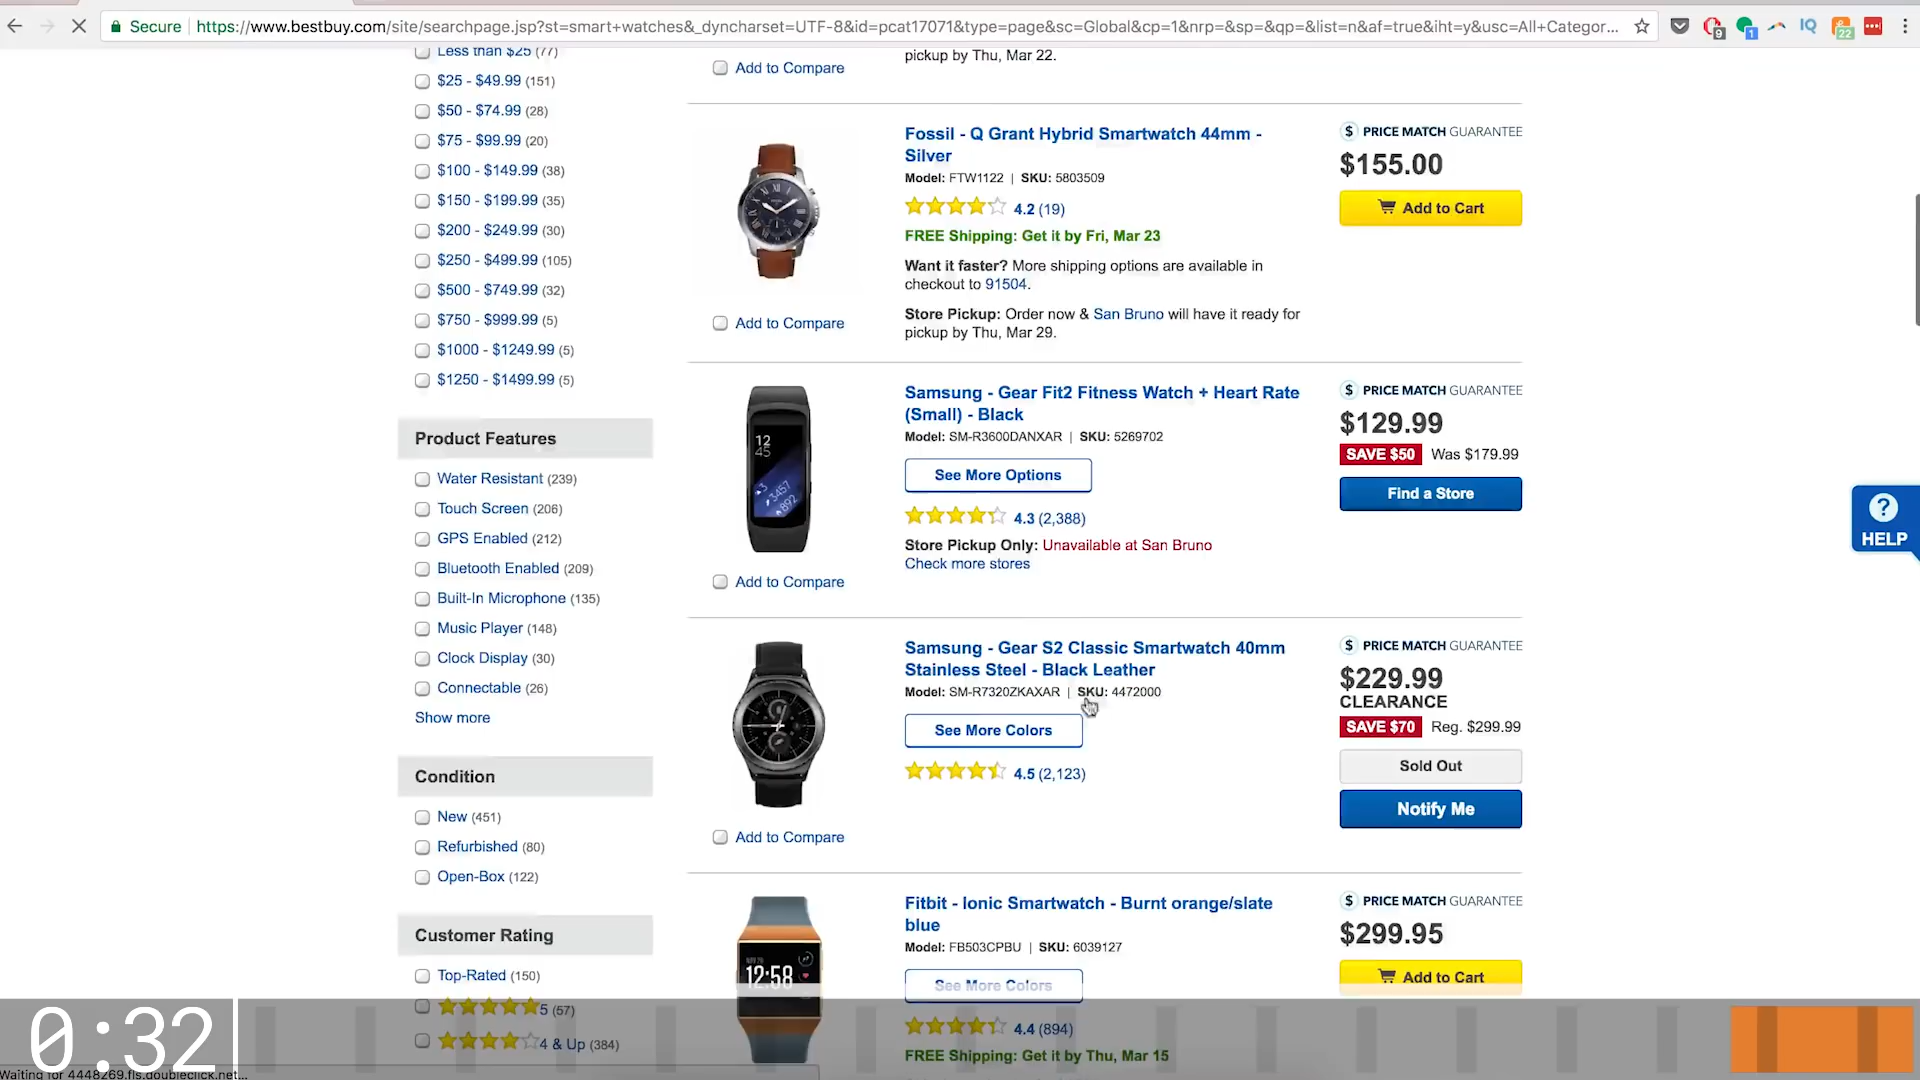 Secure
https://www.bestbuy.com/site/searchpage.jsp?st=smart+watches&_dyncharset=UTF-8&id=pcat17071&type=page&sc=Global&cp=1&nrp=&sp=&qp=&list=n&af=true&iht=y&usc=All+Categor...
9
1
IQ
22
Less than $25 (77)
$25 - $49.99 (151)
$50 - $74.99 (28)
$75 - $99.99 (20)
$100 - $149.99 (38)
$150 - $199.99 (35)
$200 - $249.99 (30)
$250 - $499.99 (105)
$500 - $749.99 (32)
$750 - $999.99 (5)
$1000 - $1249.99 (5)
$1250 - $1499.99 (5)
Product Features
Water Resistant (239)
Touch Screen (206)
GPS Enabled (212)
Bluetooth Enabled (209)
Built-In Microphone (135)
Music Player (148)
Clock Display (30)
Connectable (26)
Show more
Condition
New (451)
Refurbished (80)
Open-Box (122)
Customer Rating
Top-Rated (150)
5 (57)
4 & Up (384)
Add to Compare
pickup by Thu, Mar 22.
Fossil - Q Grant Hybrid Smartwatch 44mm -
Silver
Model: FTW1122 | SKU: 5803509
4.2 (19)
FREE Shipping: Get it by Fri, Mar 23
Want it faster? More shipping options are available in
checkout to 91504.
Store Pickup: Order now & San Bruno will have it ready for
pickup by Thu, Mar 29.
Add to Compare
$ PRICE MATCH GUARANTEE
$155.00
Add to Cart
12
45
3457
892
Samsung - Gear Fit2 Fitness Watch + Heart Rate
(Small) - Black
Model: SM-R3600DANXAR | SKU: 5269702
See More Options
4.3 (2,388)
Store Pickup Only: Unavailable at San Bruno
Check more stores
Add to Compare
$ PRICE MATCH GUARANTEE
$129.99
SAVE $50 Was $179.99
Find a Store
Samsung - Gear S2 Classic Smartwatch 40mm
Stainless Steel - Black Leather
Model: SM-R7320ZKAXAR | SKU: 4472000
See More Colors
4.5 (2,123)
Add to Compare
$ PRICE MATCH GUARANTEE
$229.99
CLEARANCE
SAVE $70 Reg. $299.99
Sold Out
Notify Me
12:58
Fitbit - Ionic Smartwatch - Burnt orange/slate
blue
Model: FB503CPBU | SKU: 6039127
See More Colors
4.4 (894)
FREE Shipping: Get it by Thu, Mar 15
$ PRICE MATCH GUARANTEE
$299.95
Add to Cart
?
HELP
0:32
Waiting for 4448269.fls.doubleclick.net...